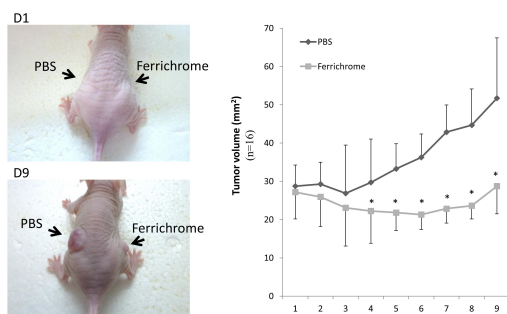 D1
PBS
Ferrichrome
D9
PBS
Ferrichrome
Tumor volume (mm²)
(n=16)
70
60
50
40
30
20
10
0
PBS
Ferrichrome
* * * * * *
1 2 3 4 5 6 7 8 9